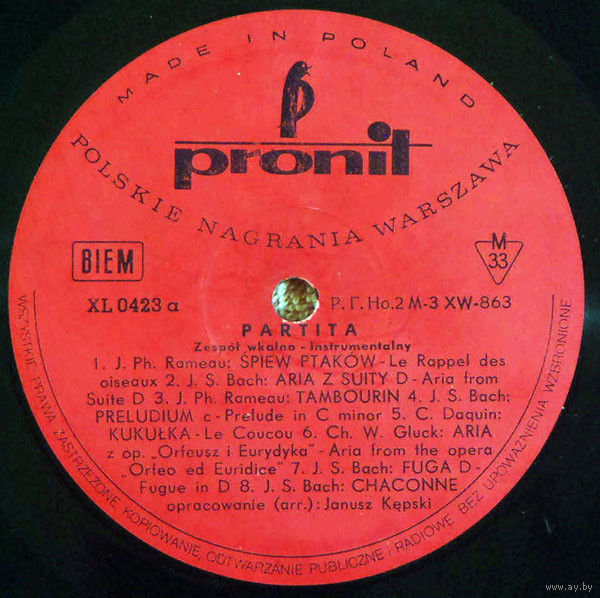 MADE IN POLAND
pronit
POLSKIE NAGRANIA WARSZAWA
BIEM
M
33
XL 0423 a
P. Г. Но.2 M-3 XW-863
PARTITA
Zespół wkalno - Instrumentalny
1. J. Ph. Rameau: ŚPIEW PTAKÓW - Le Rappel des
oiseaux 2. J. S. Bach: ARIA Z SUITY D - Aria from
Suite D 3. J. Ph. Rameau: TAMBOURIN 4. J. S. Bach:
PRELUDIUM c - Prelude in C minor 5. C. Daquin:
KUKUŁKA - Le Coucou 6. Ch. W. Gluck: ARIA
z op. „Orfeusz i Eurydyka" - Aria from the opera
„Orfeo ed Euridice" 7. J. S. Bach: FUGA D -
Fugue in D 8. J. S. Bach: CHACONNE
opracowanie (arr.): Janusz Kępski
WSZYSTKIE PRAWA ZASTRZEŻONE. KOPIOWANIE, ODTWARZANIE PUBLICZNE I RADIOWE BEZ UPOWAŻNIENIA WZBRONIONE
www.ay.by